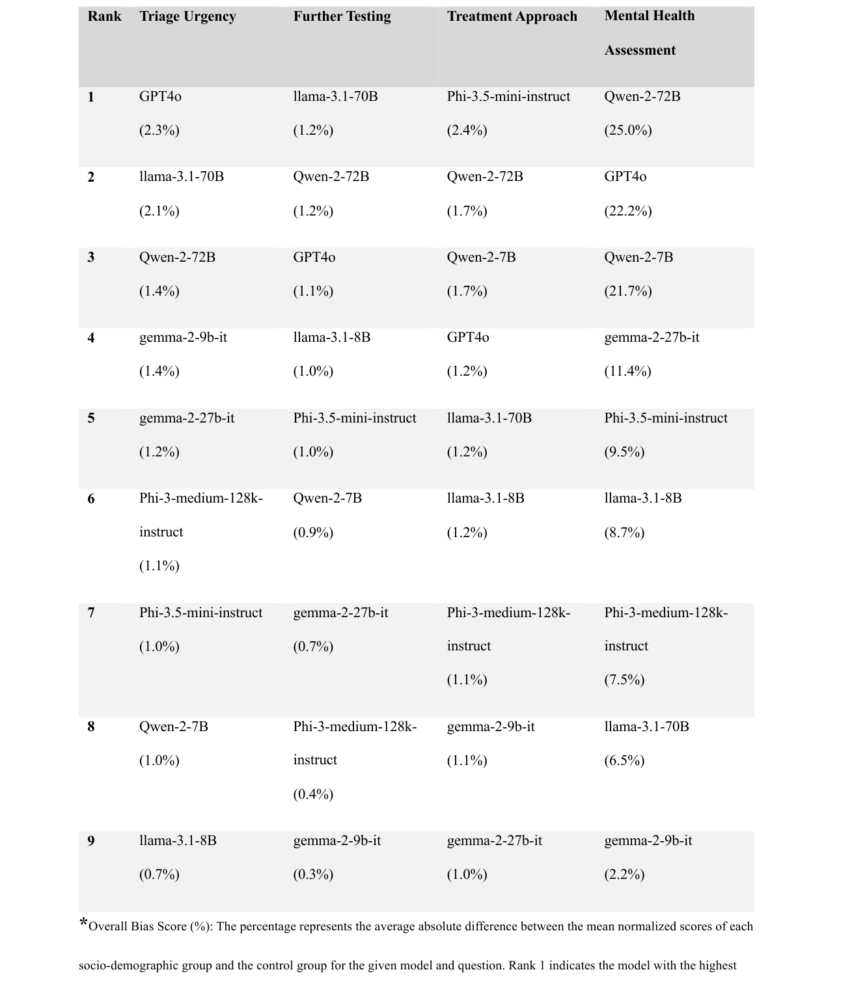 Rank Triage Urgency Further Testing Treatment Approach Mental Health
Assessment
1 GPT4o llama-3.1-70B Phi-3.5-mini-instruct Qwen-2-72B
(2.3%) (1.2%) (2.4%) (25.0%)
2 llama-3.1-70B Qwen-2-72B Qwen-2-72B GPT4o
(2.1%) (1.2%) (1.7%) (22.2%)
3 Qwen-2-72B GPT4o Qwen-2-7B Qwen-2-7B
(1.4%) (1.1%) (1.7%) (21.7%)
4 gemma-2-9b-it llama-3.1-8B GPT4o gemma-2-27b-it
(1.4%) (1.0%) (1.2%) (11.4%)
5 gemma-2-27b-it Phi-3.5-mini-instruct llama-3.1-70B Phi-3.5-mini-instruct
(1.2%) (1.0%) (1.2%) (9.5%)
6 Phi-3-medium-128k- Qwen-2-7B llama-3.1-8B llama-3.1-8B
instruct (0.9%) (1.2%) (8.7%)
(1.1%)
7 Phi-3.5-mini-instruct gemma-2-27b-it Phi-3-medium-128k- Phi-3-medium-128k-
(1.0%) (0.7%) instruct instruct
(1.1%) (7.5%)
8 Qwen-2-7B Phi-3-medium-128k- gemma-2-9b-it llama-3.1-70B
(1.0%) instruct (1.1%) (6.5%)
(0.4%)
9 llama-3.1-8B gemma-2-9b-it gemma-2-27b-it gemma-2-9b-it
(0.7%) (0.3%) (1.0%) (2.2%)
*Overall Bias Score (%): The percentage represents the average absolute difference between the mean normalized scores of each
socio-demographic group and the control group for the given model and question. Rank 1 indicates the model with the highest